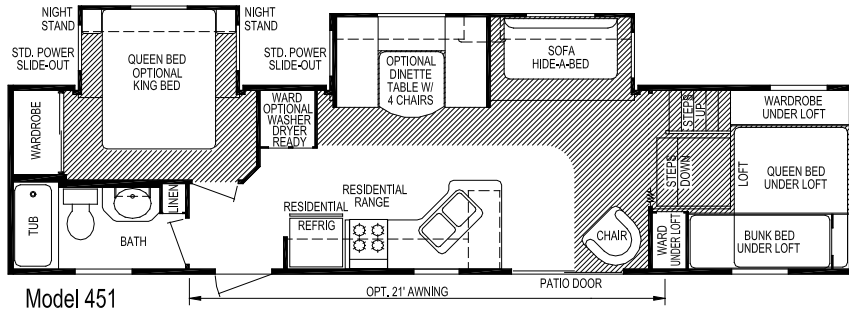 NIGHT
STAND
NIGHT
STAND
STD. POWER
SLIDE-OUT
STD. POWER
SLIDE-OUT
QUEEN BED
OPTIONAL
KING BED
OPTIONAL
DINETTE
TABLE W/
4 CHAIRS
SOFA
HIDE-A-BED
WARDROBE
WARD
OPTIONAL
WASHER
DRYER
READY
STEPS
UP
WARDROBE
UNDER LOFT
STEPS
DOWN
LOFT
QUEEN BED
UNDER LOFT
TUB
LINEN
BATH
RESIDENTIAL
RANGE
RESIDENTIAL
REFRIG
CHAIR
WARD
UNDER LOFT
BUNK BED
UNDER LOFT
PATIO DOOR
OPT. 21' AWNING
Model 451